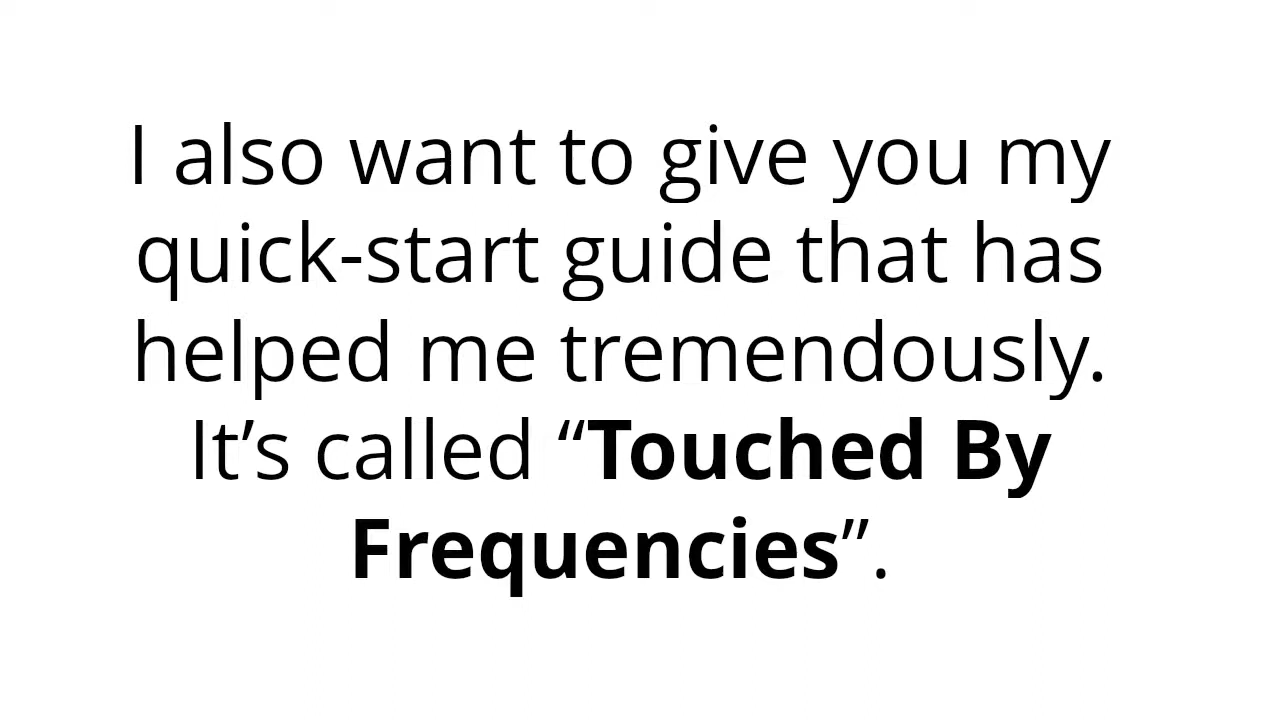 I also want to give you my
quick-start guide that has
helped me tremendously.
It’s called “Touched By
Frequencies”.